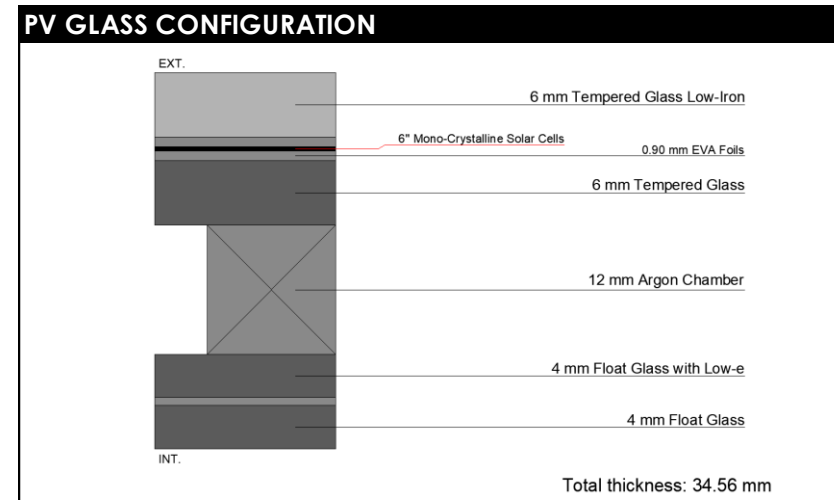 PV GLASS CONFIGURATION
EXT.
6 mm Tempered Glass Low-Iron
6" Mono-Crystalline Solar Cells
0.90 mm EVA Foils
6 mm Tempered Glass
12 mm Argon Chamber
4 mm Float Glass with Low-e
4 mm Float Glass
INT.
Total thickness: 34.56 mm